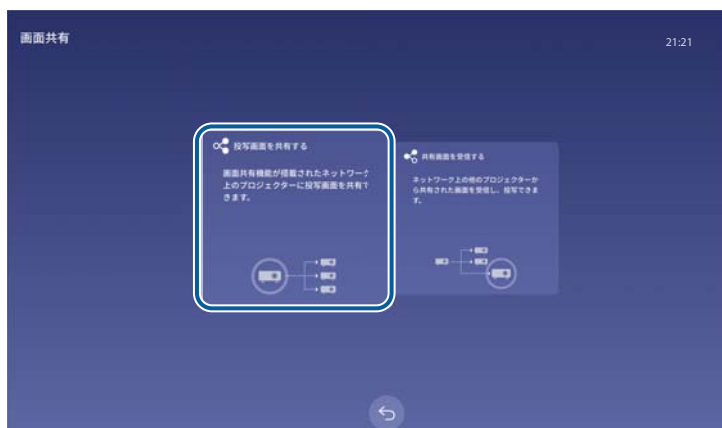 画面共有
21:21
投写画面を共有する
画面共有機能が搭載されたネットワーク
上のプロジェクターに投写画面を共有で
きます。
共有画面を受信する
ネットワーク上の他のプロジェクターか
ら共有された画面を受信し、投写できま
す。